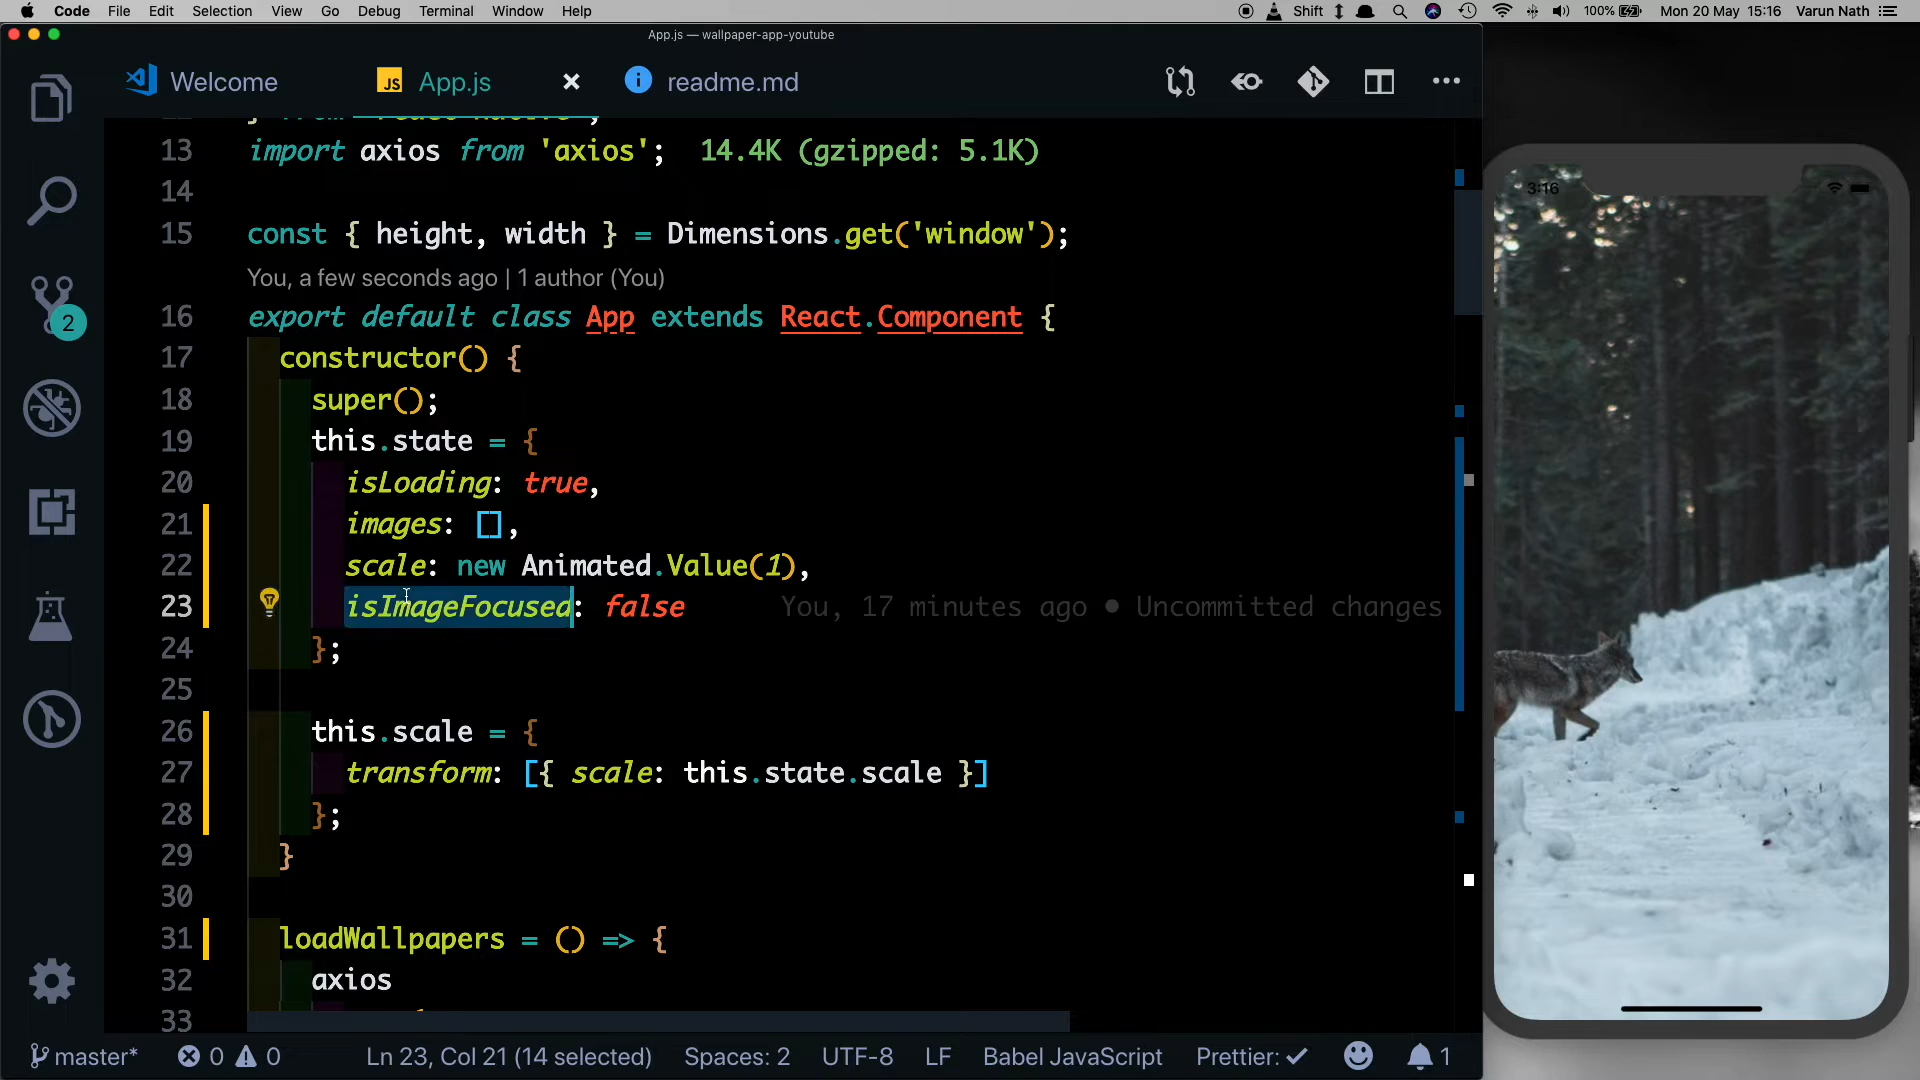 Code File Edit Selection View Go Debug Terminal Window Help Shift 100% Mon 20 May 15:16 Varun Nath
App.js — wallpaper-app-youtube
Welcome JS App.js readme.md
13 import axios from 'axios'; 14.4K (gzipped: 5.1K)
14
15 const { height, width } = Dimensions.get('window');
You, a few seconds ago | 1 author (You)
16 export default class App extends React.Component {
17 constructor() {
18 super();
19 this.state = {
20 isLoading: true,
21 images: [],
22 scale: new Animated.Value(1),
23 isImageFocused: false You, 17 minutes ago • Uncommitted changes
24 };
25
26 this.scale = {
27 transform: [{ scale: this.state.scale }]
28 };
29 }
30
31 loadWallpapers = () => {
32 axios
33
2
3:16
master* 0 0 Ln 23, Col 21 (14 selected) Spaces: 2 UTF-8 LF Babel JavaScript Prettier: ✓ 1